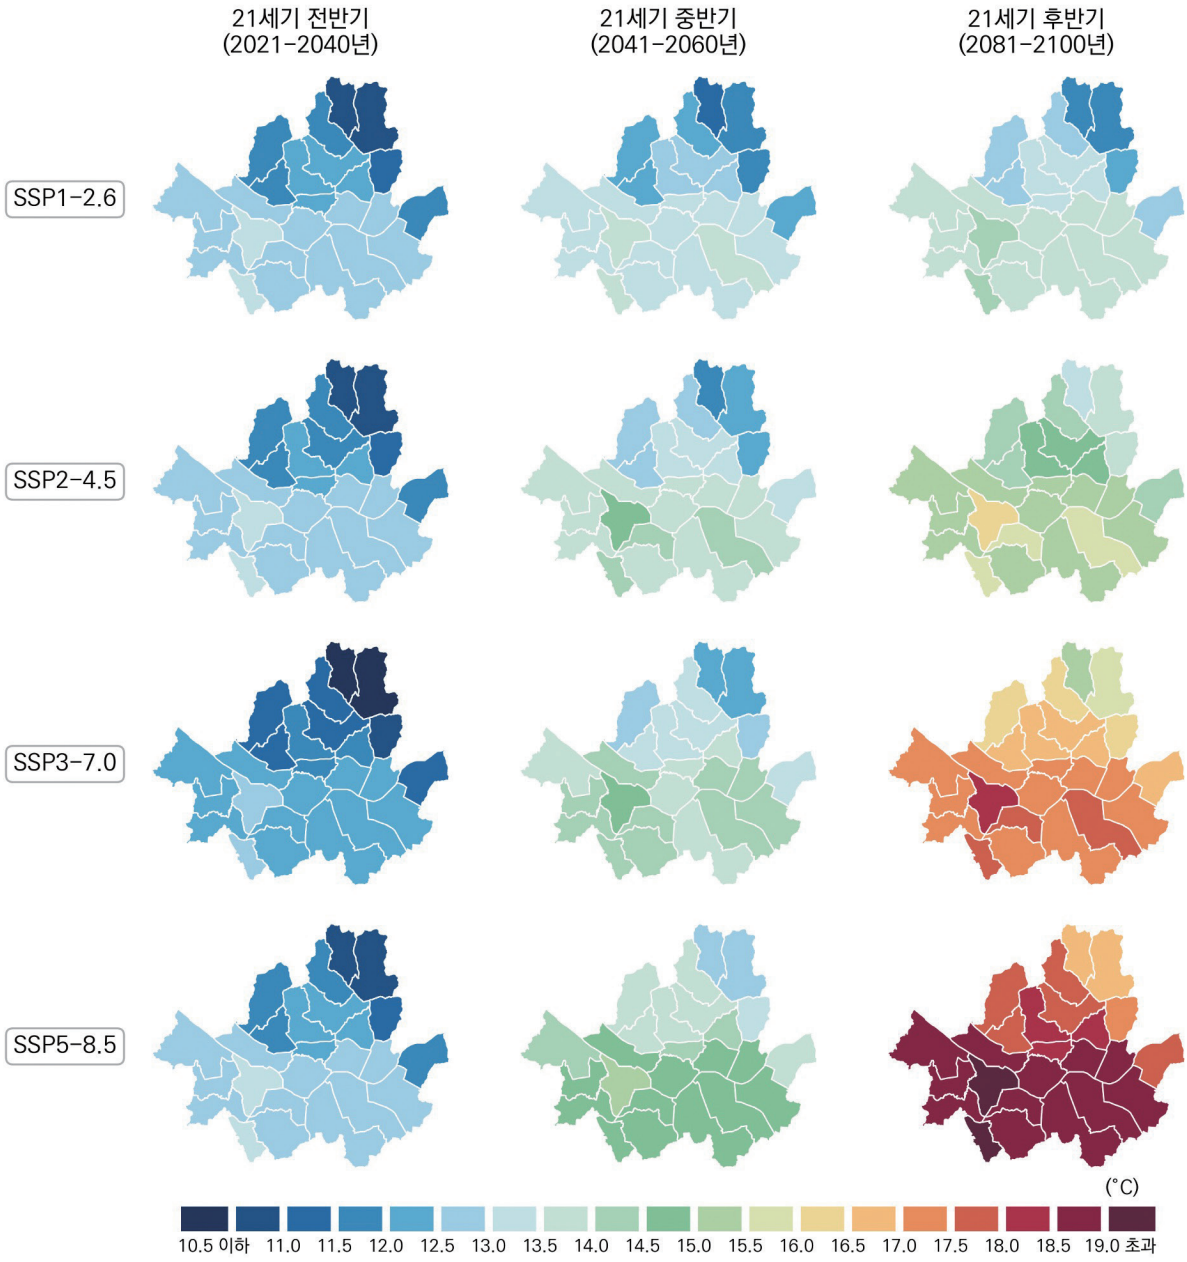 21세기 전반기
(2021-2040년)
21세기 중반기
(2041-2060년)
21세기 후반기
(2081-2100년)
SSP1-2.6
SSP2-4.5
SSP3-7.0
SSP5-8.5
(°C)
10.5 이하 11.0 11.5 12.0 12.5 13.0 13.5 14.0 14.5 15.0 15.5 16.0 16.5 17.0 17.5 18.0 18.5 19.0 초과